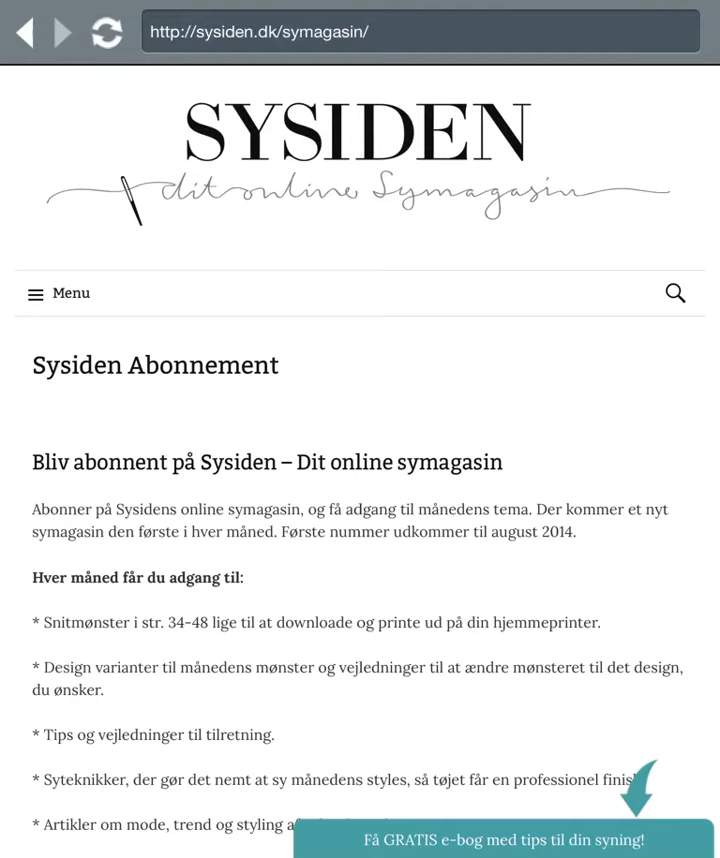 http://sysiden.dk/symagasin/
SYSIDEN
dit online Symagasin
Menu
Sysiden Abonnement
Bliv abonnent på Sysiden – Dit online symagasin
Abonner på Sysidens online symagasin, og få adgang til månedens tema. Der kommer et nyt
symagasin den første i hver måned. Første nummer udkommer til august 2014.
Hver måned får du adgang til:
* Snitmønster i str. 34-48 lige til at downloade og printe ud på din hjemmeprinter.
* Design varianter til månedens mønster og vejledninger til at ændre mønsteret til det design,
du ønsker.
* Tips og vejledninger til tilretning.
* Syteknikker, der gør det nemt at sy månedens styles, så tøjet får en professionel finish
* Artikler om mode, trend og styling
Få GRATIS e-bog med tips til din syning!